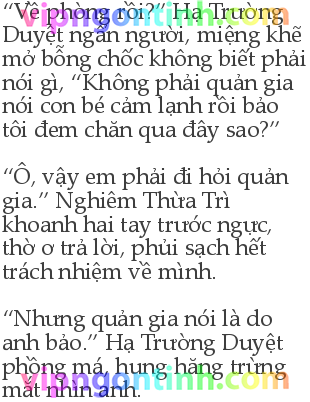 “Về phòng rồi?” Hạ Trường
vipngontinh.com
Duyệt ngẩn người, miệng khẽ
mở bỗng chốc không biết phải
nói gì, “Không phải quản gia
nói con bé cảm lạnh rồi bảo
tôi đem chăn qua đây sao?”
“Ồ, vậy em phải đi hỏi quản
gia.” Nghiêm Thừa Trì
khoanh hai tay trước ngực,
thờ ơ trả lời, phủi sạch hết
trách nhiệm về mình.
“Nhưng quản gia nói là do
anh bảo.” Hạ Trường Duyệt
phồng má, hung hăng trừng
vipngontinh.com
mắt nhìn anh.